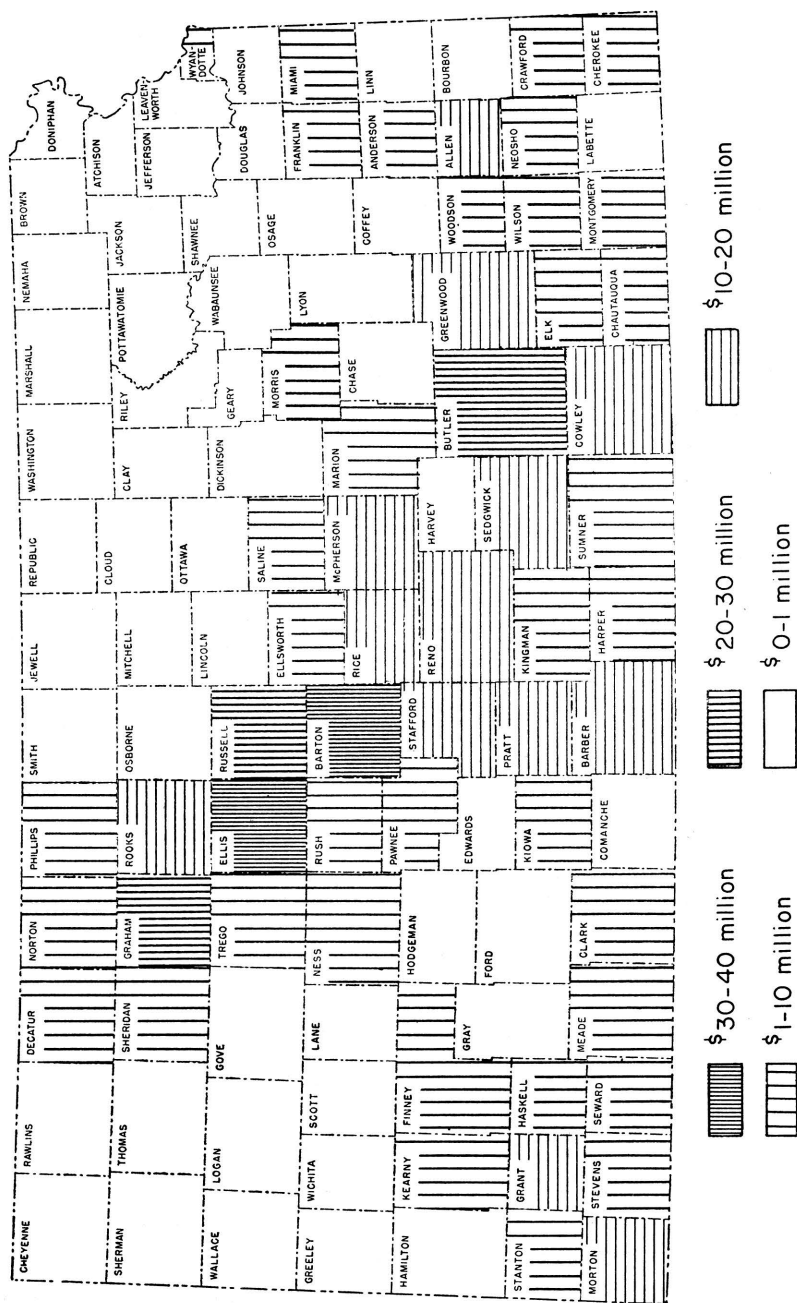 CHEYENNE
RAWLINS
DECATUR
NORTON
PHILLIPS
SMITH
JEWELL
REPUBLIC
WASHINGTON
MARSHALL
NEMAHA
BROWN
DONIPHAN
SHERMAN
THOMAS
SHERIDAN
GRAHAM
ROOKS
OSBORNE
MITCHELL
CLOUD
CLAY
RILEY
POTTAWATOMIE
JACKSON
ATCHISON
JEFFERSON
LEAVEN-
WORTH
WYAN-
DOTTE
WALLACE
LOGAN
GOVE
TREGO
ELLIS
RUSSELL
LINCOLN
OTTAWA
SALINE
DICKINSON
GEARY
WABAUNSEE
SHAWNEE
DOUGLAS
JOHNSON
GREELEY
WICHITA
SCOTT
LANE
NESS
RUSH
BARTON
ELLSWORTH
RICE
McPHERSON
MARION
MORRIS
CHASE
LYON
OSAGE
COFFEY
FRANKLIN
ANDERSON
MIAMI
LINN
HAMILTON
KEARNY
FINNEY
GRAY
HODGEMAN
FORD
PAWNEE
EDWARDS
STAFFORD
RENO
HARVEY
SEDGWICK
BUTLER
GREENWOOD
WOODSON
ALLEN
BOURBON
STANTON
GRANT
HASKELL
KIOWA
PRATT
KINGMAN
ELK
WILSON
NEOSHO
CRAWFORD
MORTON
STEVENS
SEWARD
MEADE
CLARK
COMANCHE
BARBER
HARPER
SUMNER
COWLEY
CHAUTAUQUA
MONTGOMERY
LABETTE
CHEROKEE
$30-40 million
$20-30 million
$10-20 million
$1-10 million
$0-1 million